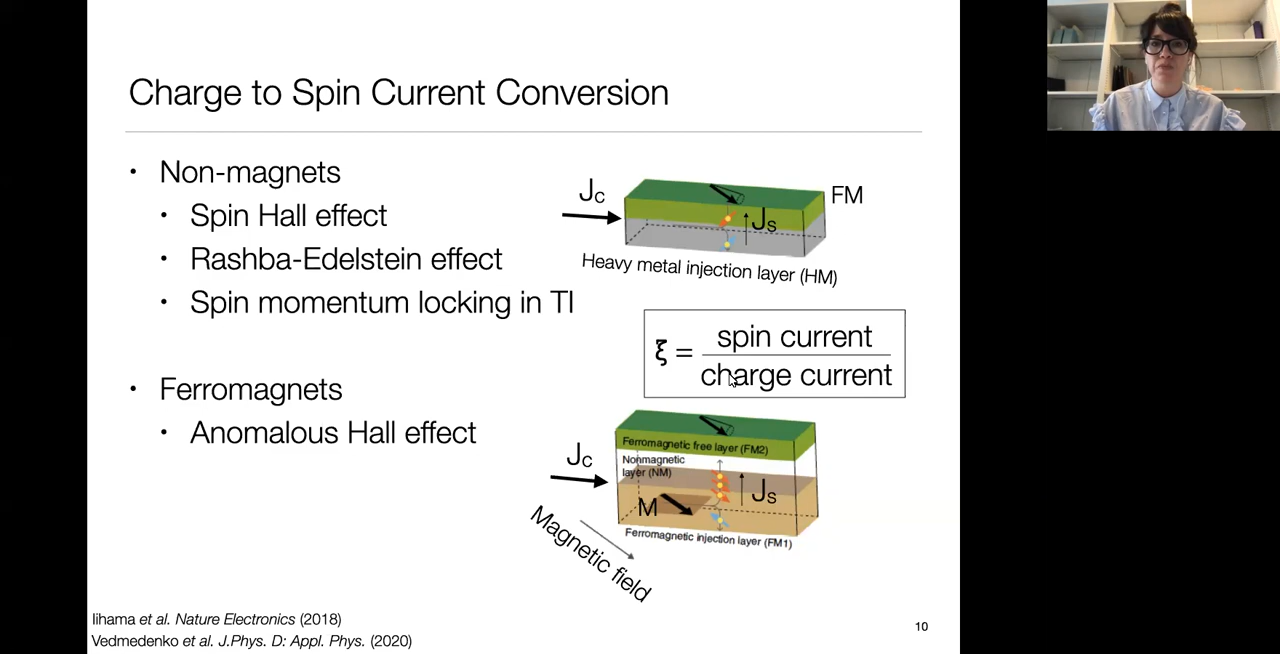 Charge to Spin Current Conversion
• Non-magnets
• Spin Hall effect
• Rashba-Edelstein effect
• Spin momentum locking in TI
• Ferromagnets
• Anomalous Hall effect
Jc
FM
Js
Heavy metal injection layer (HM)
ξ = spin current
charge current
Ferromagnetic free layer (FM2)
Nonmagnetic
layer (NM)
Jc
Js
M
Ferromagnetic injection layer (FM1)
Magnetic field
Iihama et al. Nature Electronics (2018)
Vedmedenko et al. J.Phys. D: Appl. Phys. (2020)
10